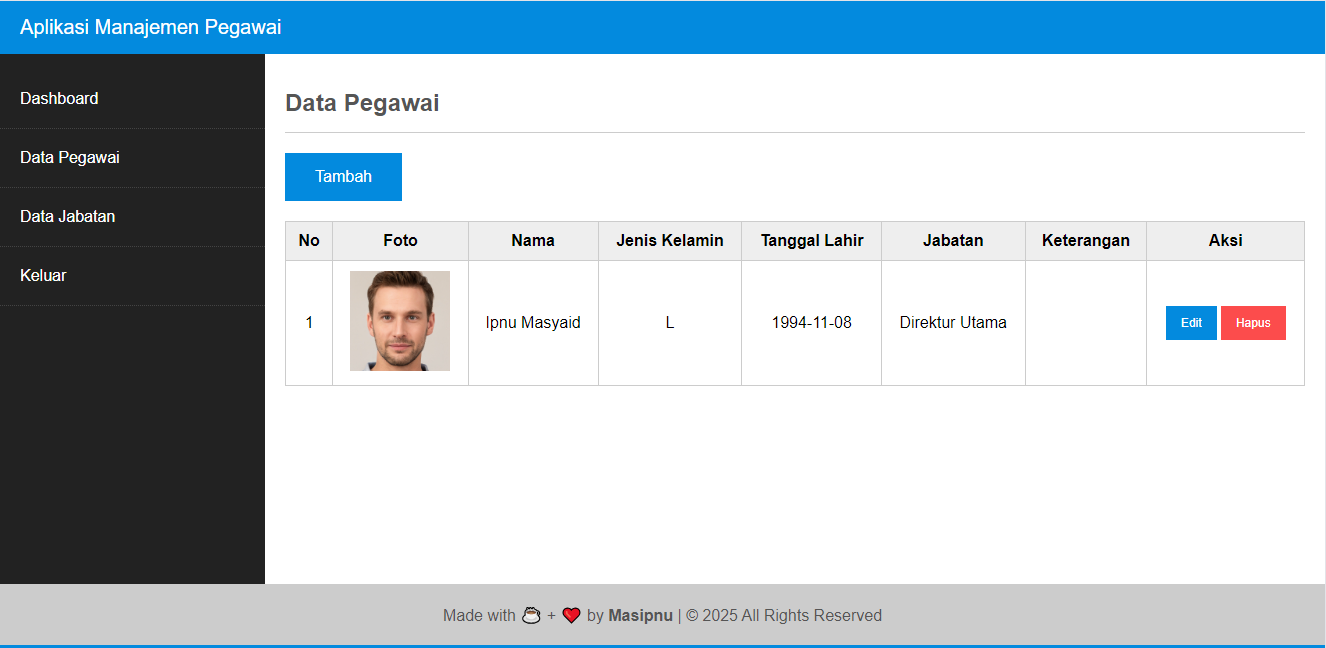 Aplikasi Manajemen Pegawai
Dashboard
Data Pegawai
Data Jabatan
Keluar
Data Pegawai
Tambah
No Foto Nama Jenis Kelamin Tanggal Lahir Jabatan Keterangan Aksi
1 Ipnu Masyaid L 1994-11-08 Direktur Utama Edit Hapus
Made with ☕ + ❤️ by Masipnu | © 2025 All Rights Reserved